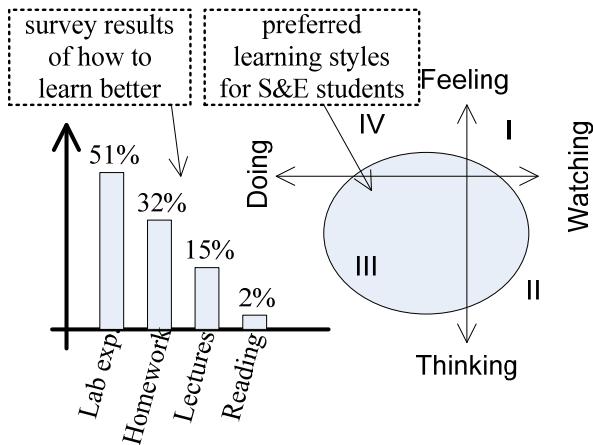 survey results
of how to
learn better
preferred
learning styles
for S&E students
Feeling
IV
I
Doing
Watching
51%
32%
15%
2%
III
II
Lab exp.
Homework
Lectures
Reading
Thinking